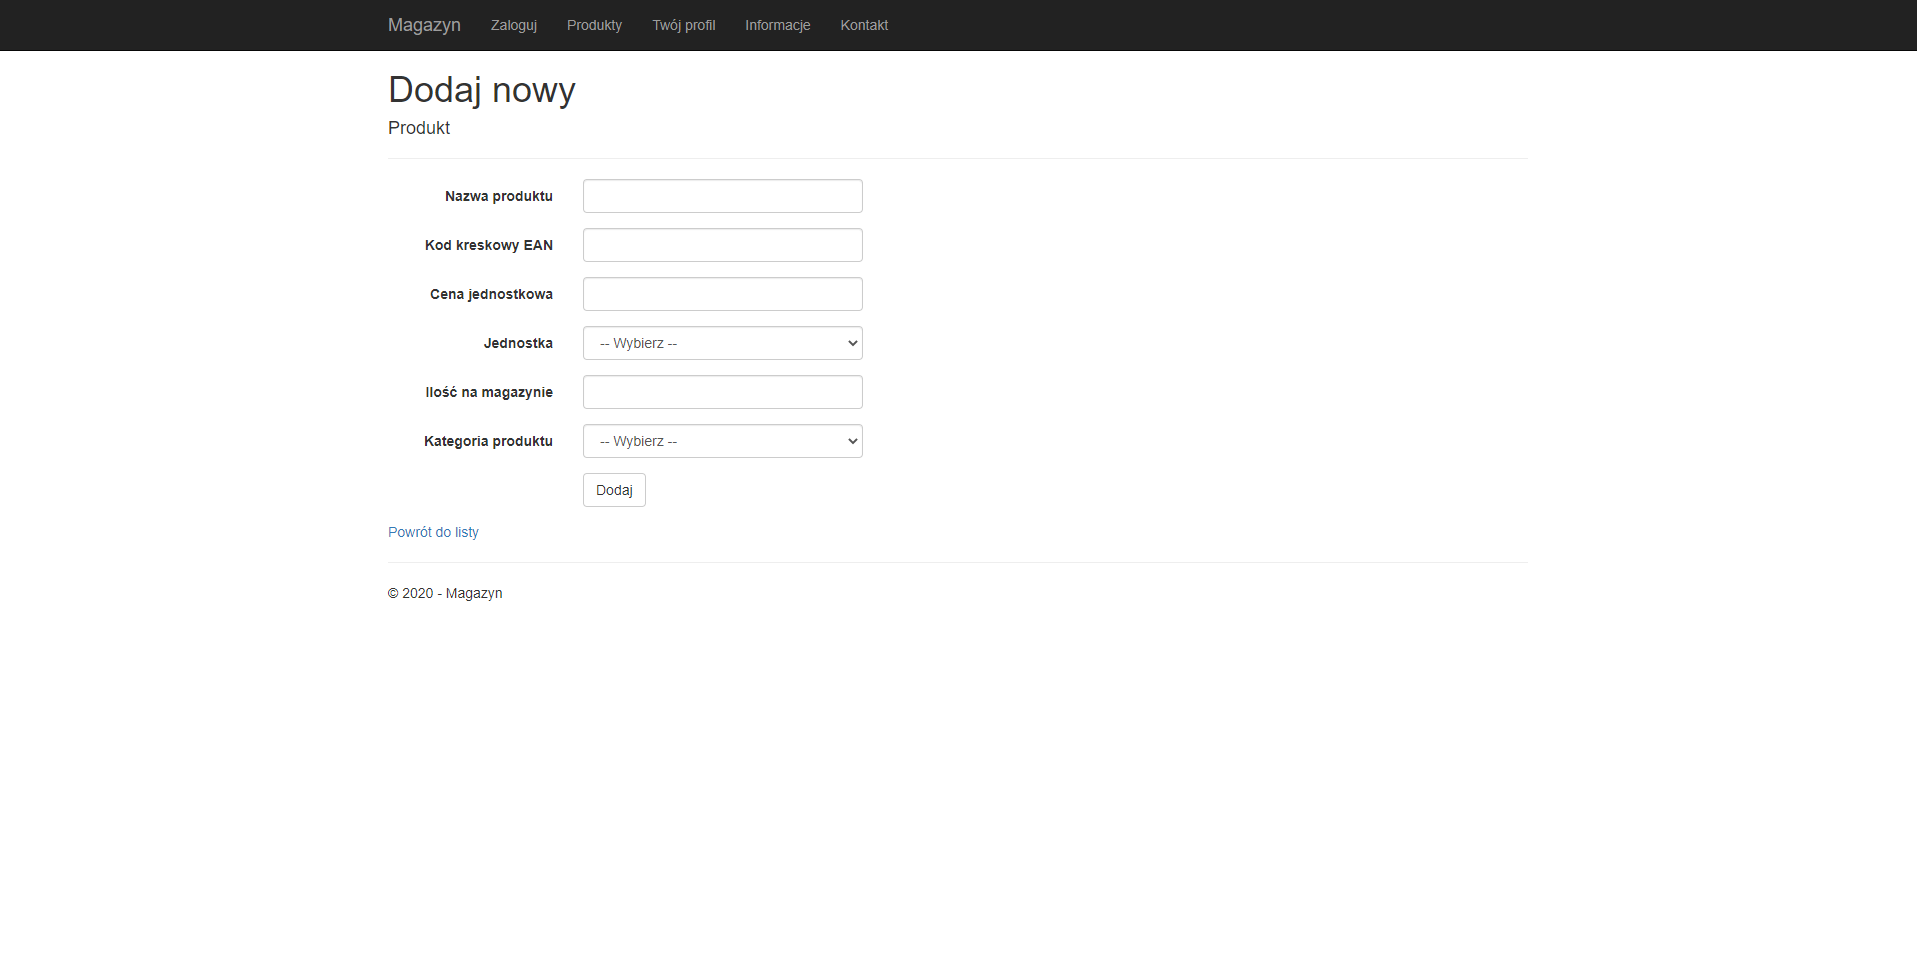 Magazyn Zaloguj Produkty Twój profil Informacje Kontakt
Dodaj nowy
Produkt
Nazwa produktu
Kod kreskowy EAN
Cena jednostkowa
Jednostka -- Wybierz --
Ilość na magazynie
Kategoria produktu -- Wybierz --
Dodaj
Powrót do listy
© 2020 - Magazyn